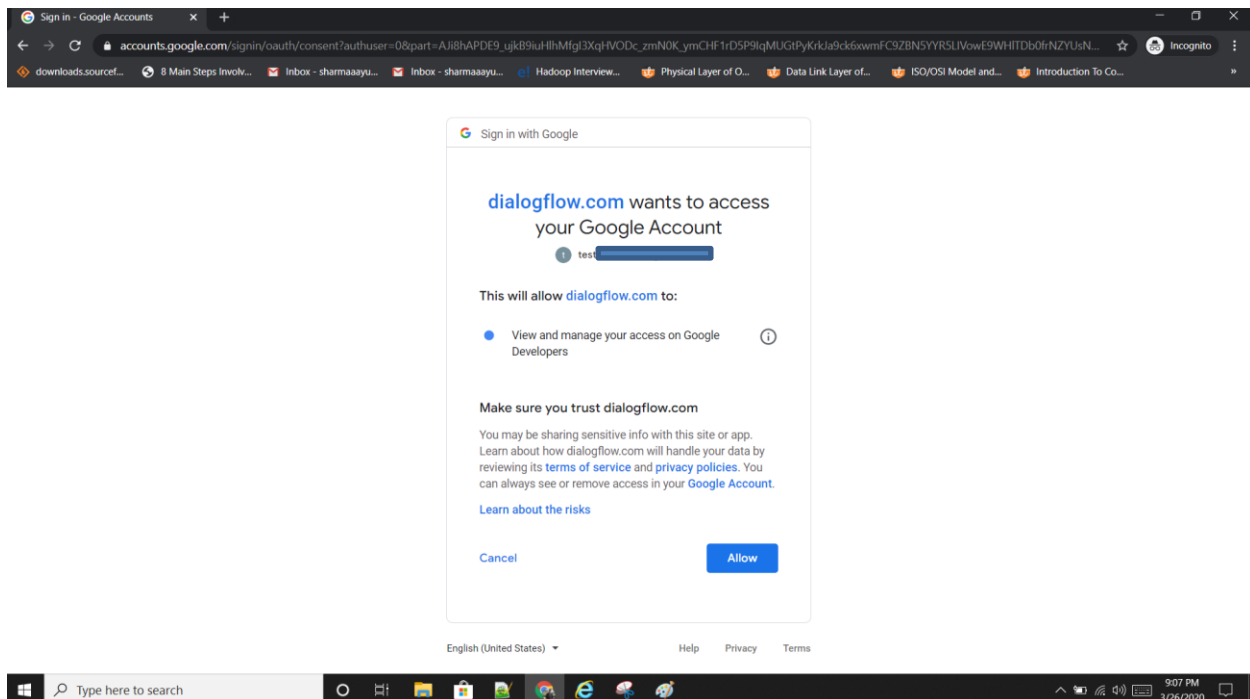 Sign in - Google Accounts
accounts.google.com/signin/oauth/consent?authuser=0&part=
Incognito
downloads.sourcef... 8 Main Steps Involv... Inbox - sharmaaayu... Inbox - sharmaaayu... Hadoop Interview... Physical Layer of O... Data Link Layer of... ISO/OSI Model and... Introduction To Co...
Sign in with Google
dialogflow.com wants to access
your Google Account
t test
This will allow dialogflow.com to:
View and manage your access on Google
Developers
Make sure you trust dialogflow.com
You may be sharing sensitive info with this site or app.
Learn about how dialogflow.com will handle your data by
reviewing its terms of service and privacy policies. You
can always see or remove access in your Google Account.
Learn about the risks
Cancel Allow
English (United States) Help Privacy Terms
Type here to search
9:07 PM
3/26/2020